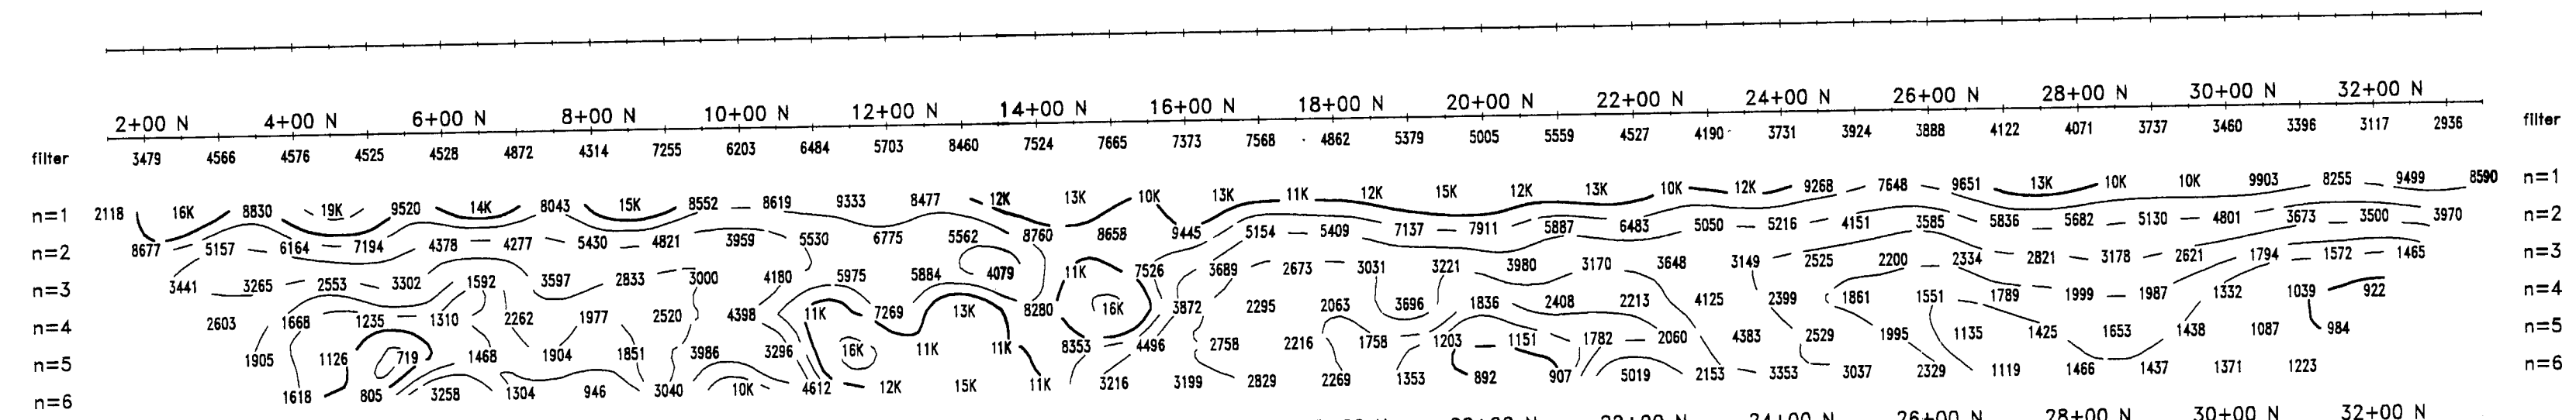 2+00 N 4+00 N 6+00 N 8+00 N 10+00 N 12+00 N 14+00 N 16+00 N 18+00 N 20+00 N 22+00 N 24+00 N 26+00 N 28+00 N 30+00 N 32+00 N
filter 3479 4566 4576 4525 4528 4872 4314 7255 6203 6484 5703 8460 7524 7665 7373 7568 4862 5379 5005 5559 4527 4190 3731 3924 3888 4122 4071 3737 3460 3396 3117 2936 filter
n=1 2118 16K 8830 19K 9520 14K 8043 15K 8552 8619 9333 8477 12K 13K 10K 13K 11K 12K 15K 12K 13K 10K 12K 9268 7648 9651 13K 10K 10K 9903 8255 9499 8590 n=1
n=2 8677 5157 6164 7194 4378 4277 5430 4821 3959 5530 6775 5562 8760 8658 9445 5154 5409 7137 7911 5887 6483 5050 5216 4151 3585 5836 5682 5130 4801 3673 3500 3970 n=2
n=3 3441 3265 2553 3302 1592 3597 2833 3000 4180 5975 5884 4079 11K 7526 3689 2673 3031 3221 3980 3170 3648 3149 2525 2200 2334 2821 3178 2621 1794 1572 1465 n=3
n=4 2603 1668 1235 1310 2262 1977 2520 4398 11K 7269 13K 8280 16K 3872 2295 2063 3696 1836 2408 2213 4125 2399 1861 1551 1789 1999 1987 1332 1039 922 n=4
n=5 1905 1126 719 1468 1904 1851 3986 3296 16K 11K 11K 8353 4496 2758 2216 1758 1203 1151 1782 2060 4383 2529 1995 1135 1425 1653 1438 1087 984 n=5
n=6 1618 805 3258 1304 946 3040 10K 4612 12K 15K 11K 3216 3199 2829 2269 1353 892 907 5019 2153 3353 3037 2329 1119 1466 1437 1371 1223 n=6
26+00 N 28+00 N 30+00 N 32+00 N